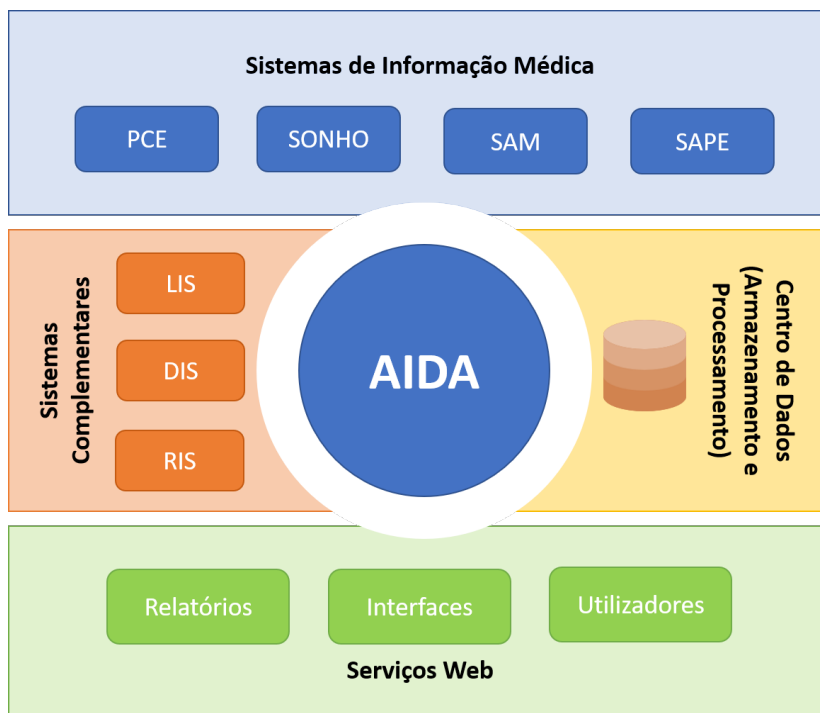 Sistemas de Informação Médica
PCE
SONHO
SAM
SAPE
Sistemas
Complementares
LIS
DIS
RIS
AIDA
Centro de Dados
(Armazenamento e
Processamento)
Relatórios
Interfaces
Utilizadores
Serviços Web